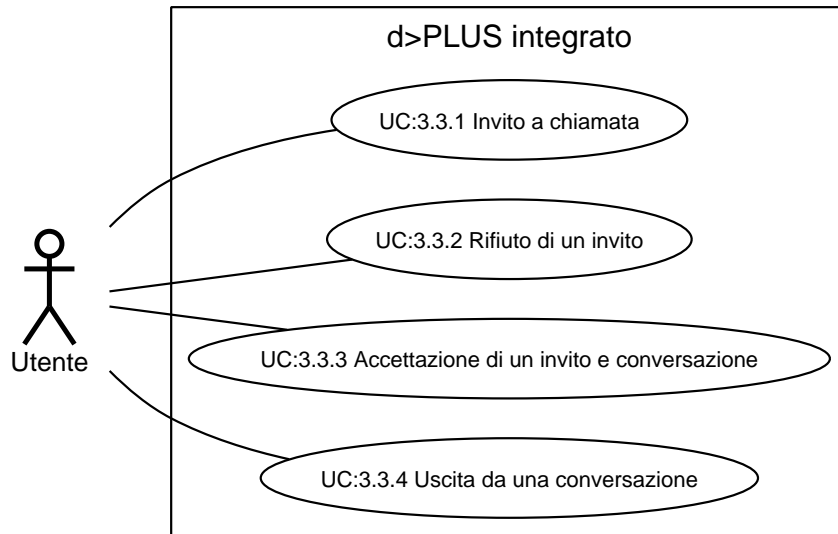 d>PLUS integrato
UC:3.3.1 Invito a chiamata
UC:3.3.2 Rifiuto di un invito
UC:3.3.3 Accettazione di un invito e conversazione
Utente
UC:3.3.4 Uscita da una conversazione